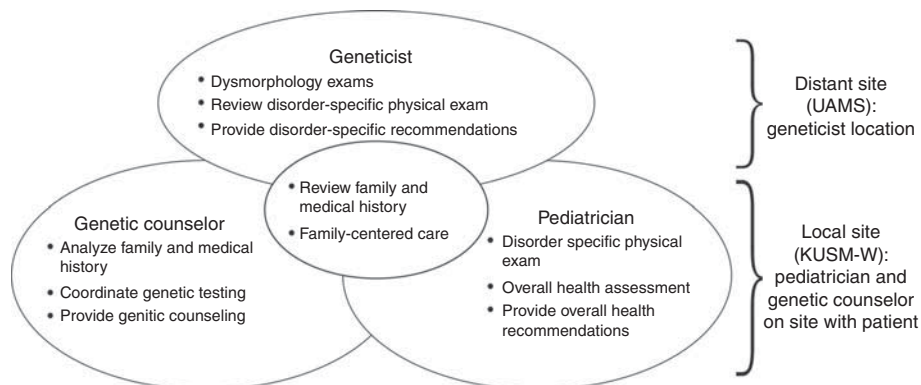 Geneticist
• Dysmorphology exams
• Review disorder-specific physical exam
• Provide disorder-specific recommendations
Distant site
(UAMS):
geneticist location
• Review family and
medical history
• Family-centered care
Genetic counselor
• Analyze family and medical
history
• Coordinate genetic testing
• Provide genitic counseling
Pediatrician
• Disorder specific physical
exam
• Overall health assessment
• Provide overall health
recommendations
Local site
(KUSM-W):
pediatrician and
genetic counselor
on site with patient